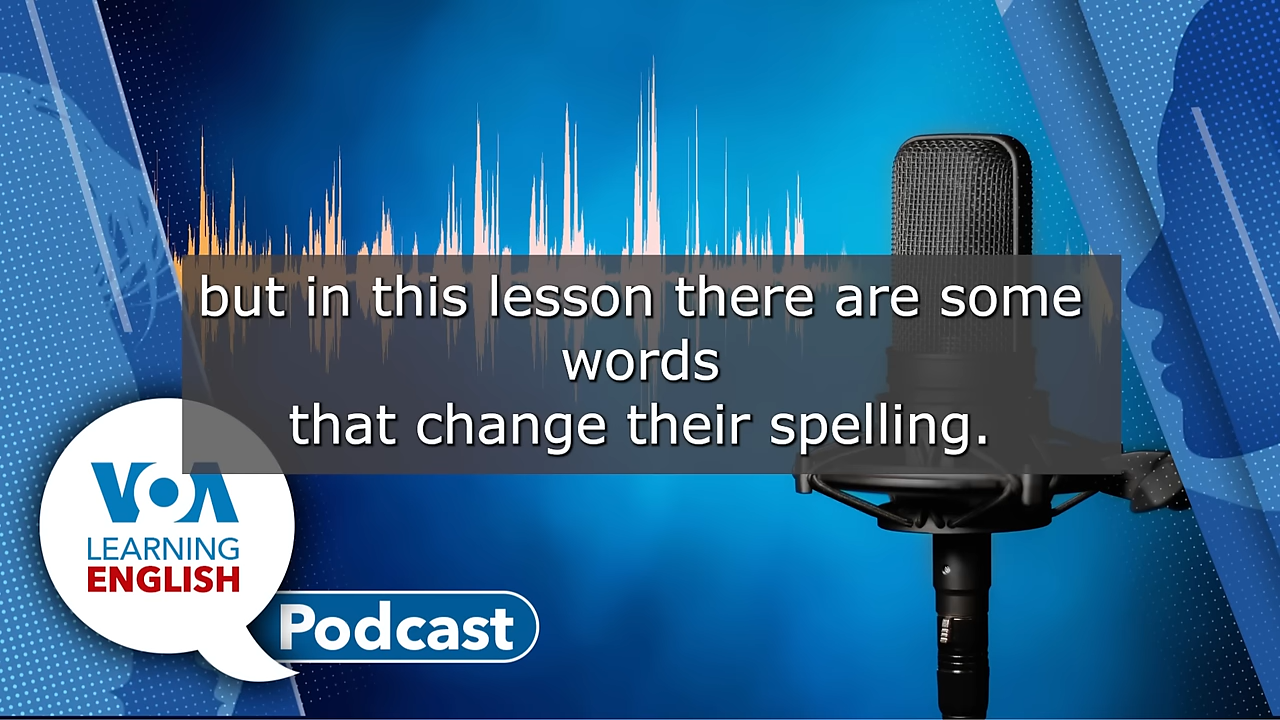 but in this lesson there are some
words
that change their spelling.
VOA
LEARNING
ENGLISH
Podcast